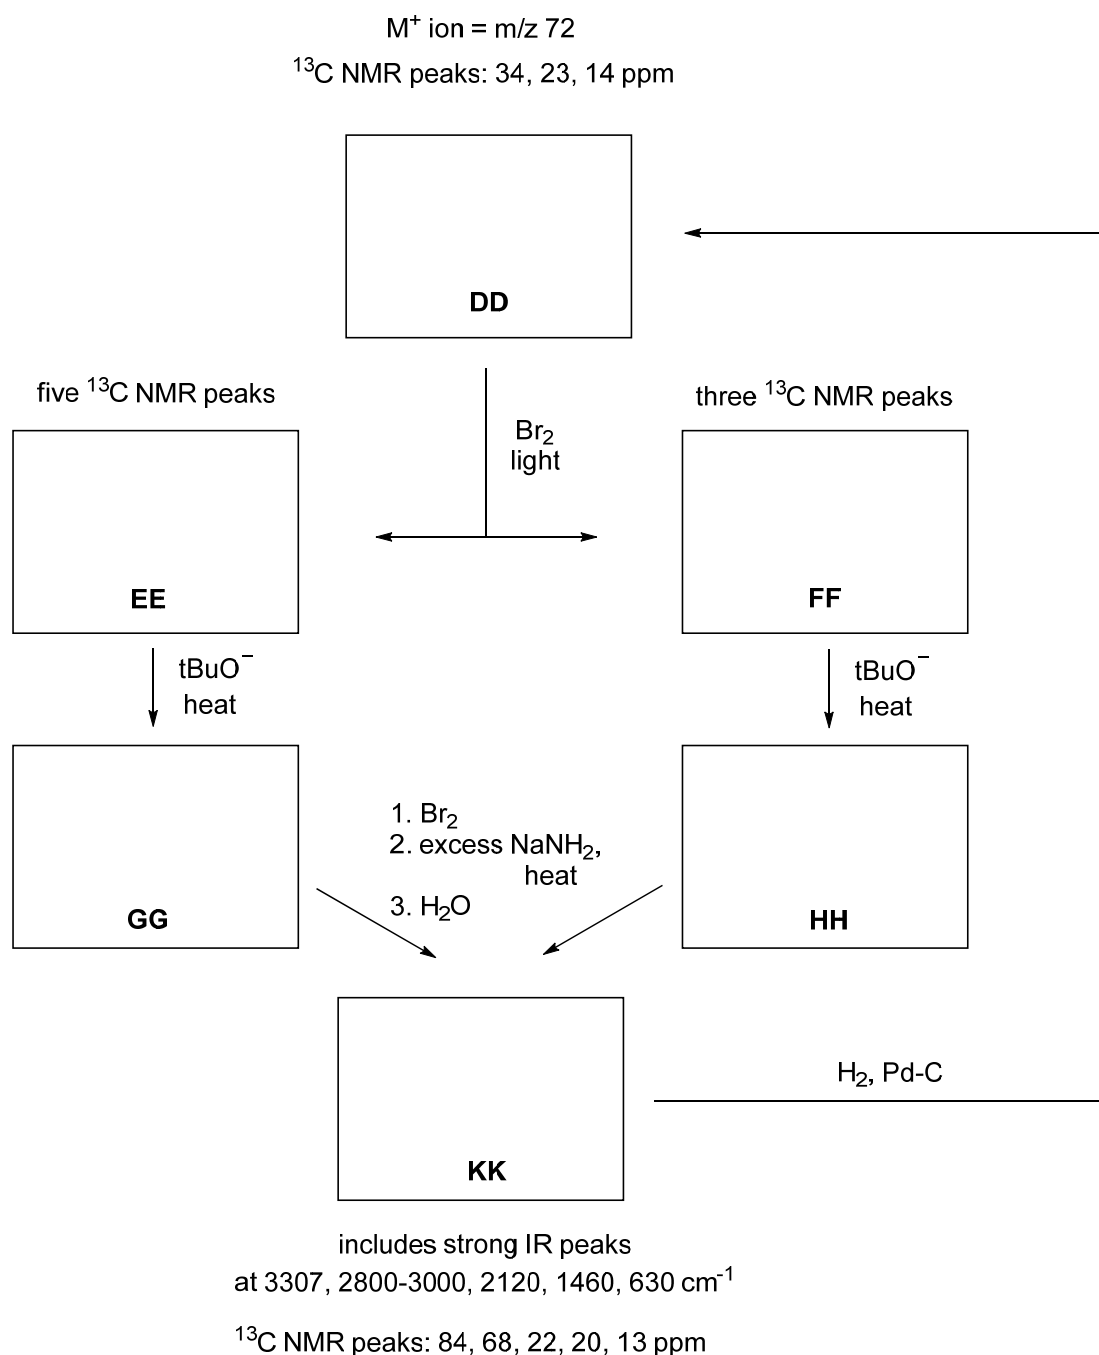 M⁺ ion = m/z 72
¹³C NMR peaks: 34, 23, 14 ppm
DD
five ¹³C NMR peaks
three ¹³C NMR peaks
Br₂
light
EE
FF
tBuO⁻
heat
tBuO⁻
heat
1. Br₂
2. excess NaNH₂,
heat
3. H₂O
GG
HH
H₂, Pd-C
KK
includes strong IR peaks
at 3307, 2800-3000, 2120, 1460, 630 cm⁻¹
¹³C NMR peaks: 84, 68, 22, 20, 13 ppm